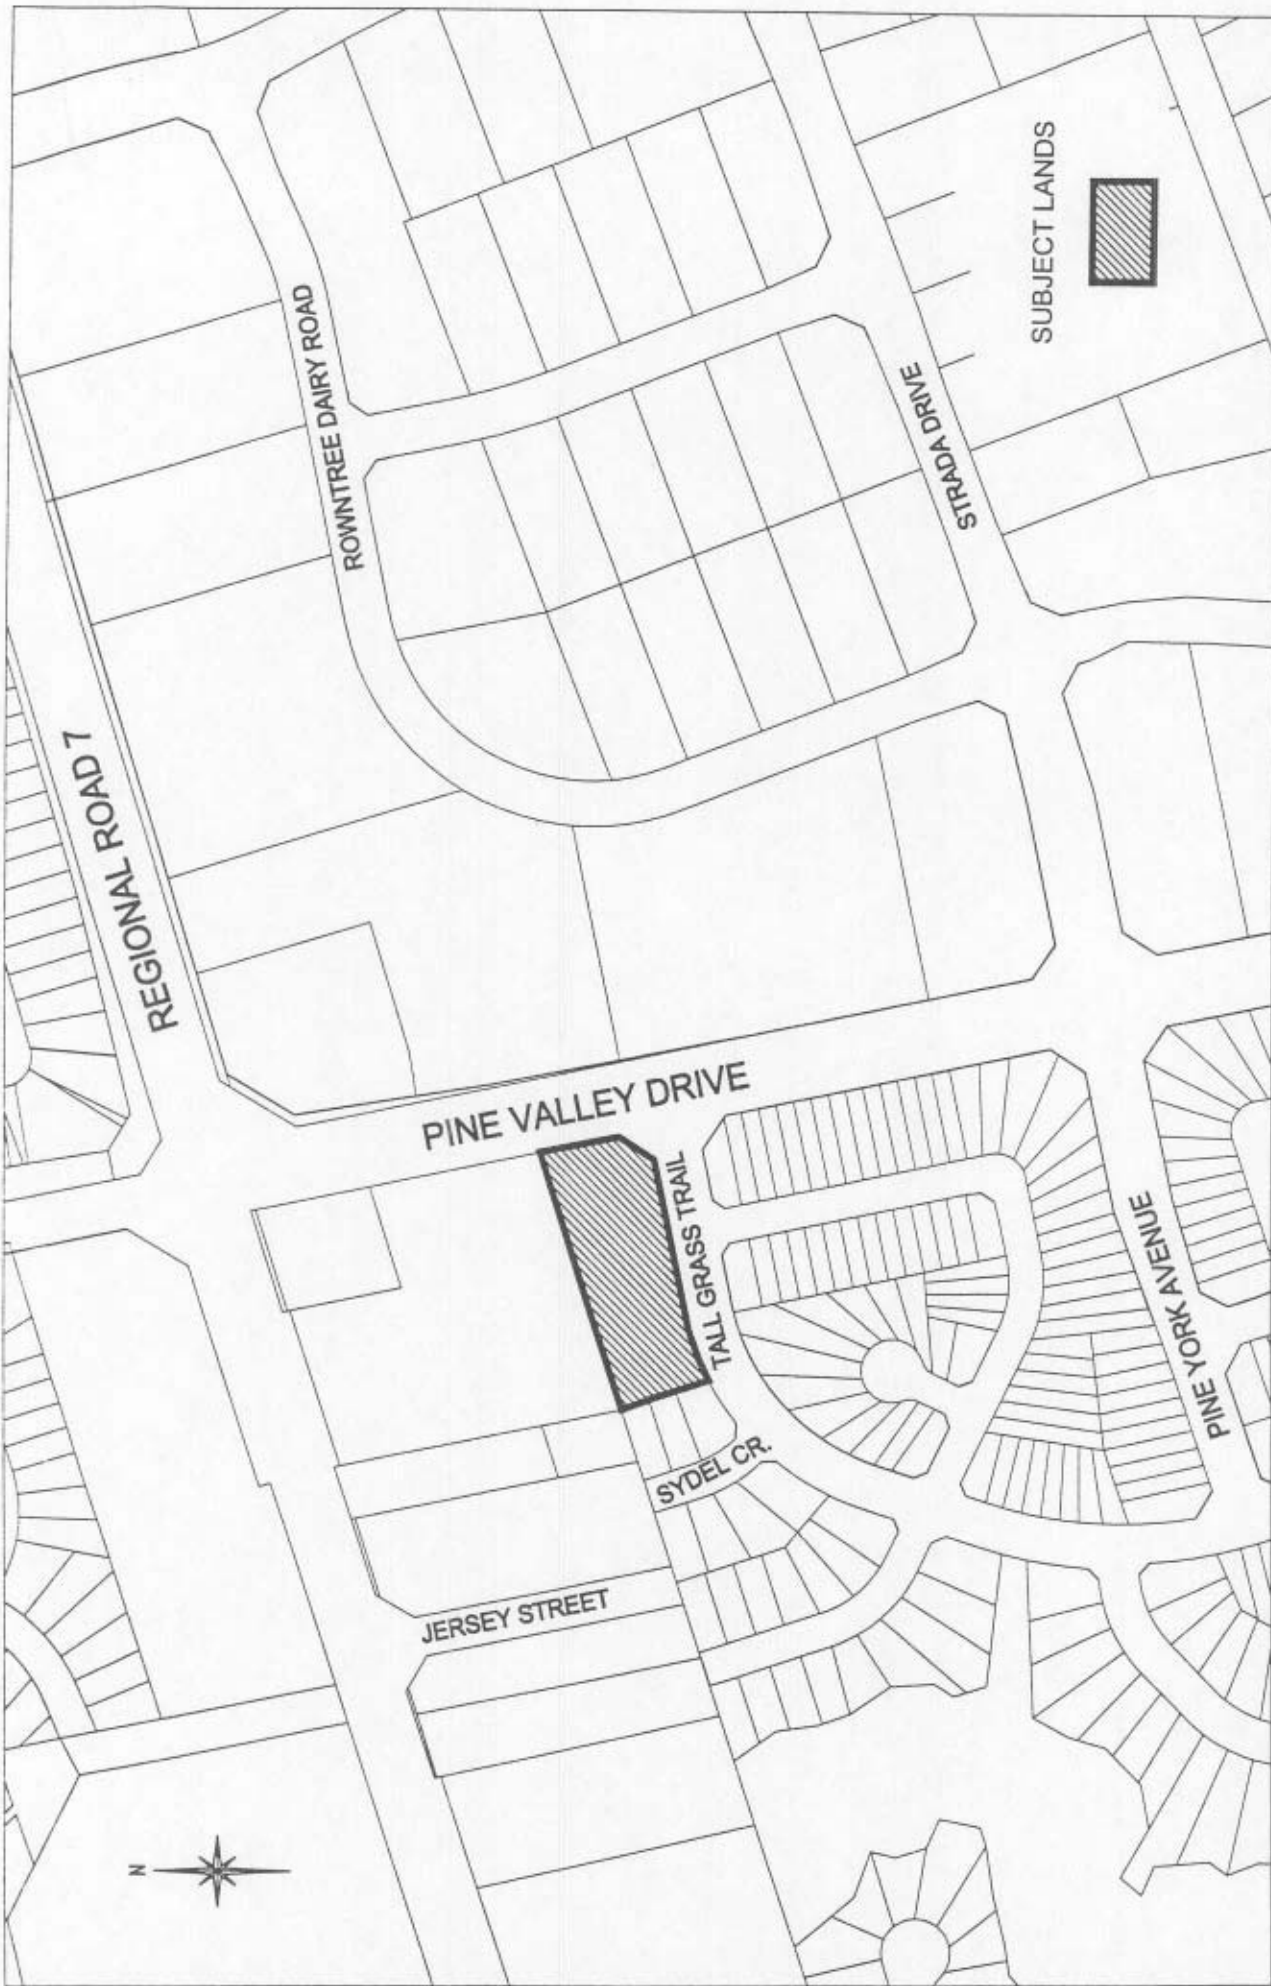 REGIONAL ROAD 7
ROWNTREE DAIRY ROAD
STRADA DRIVE
SUBJECT LANDS
PINE VALLEY DRIVE
TALL GRASS TRAIL
SYDEL CR.
PINE YORK AVENUE
JERSEY STREET
N